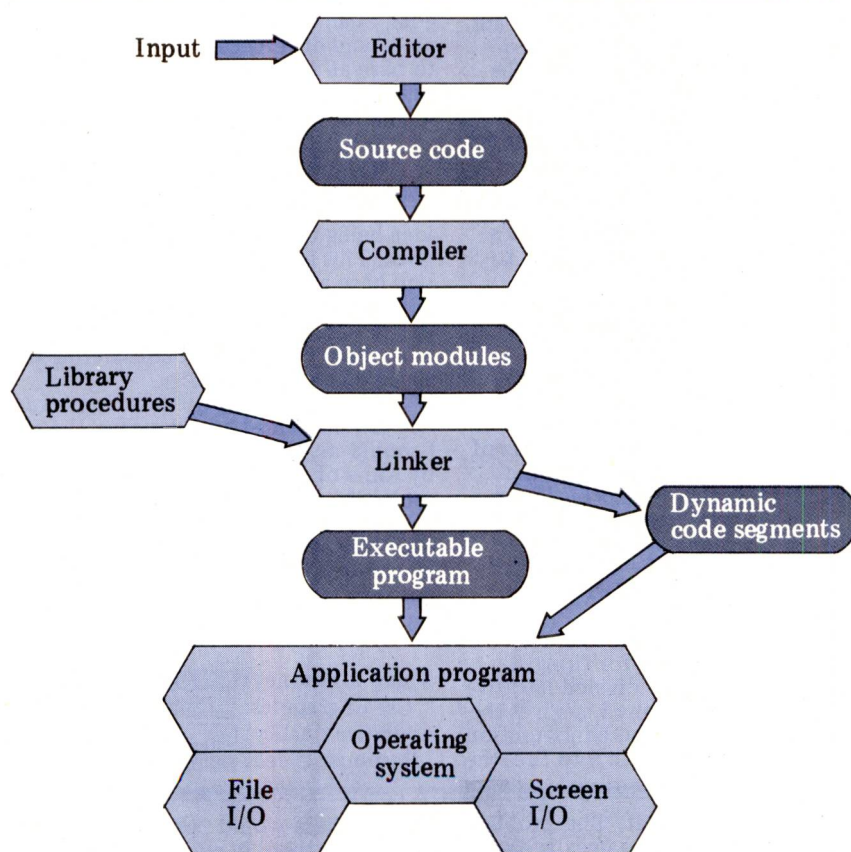 Input
Editor
Source code
Compiler
Object modules
Library
procedures
Linker
Dynamic
code segments
Executable
program
Application program
Operating
system
File
I/O
Screen
I/O